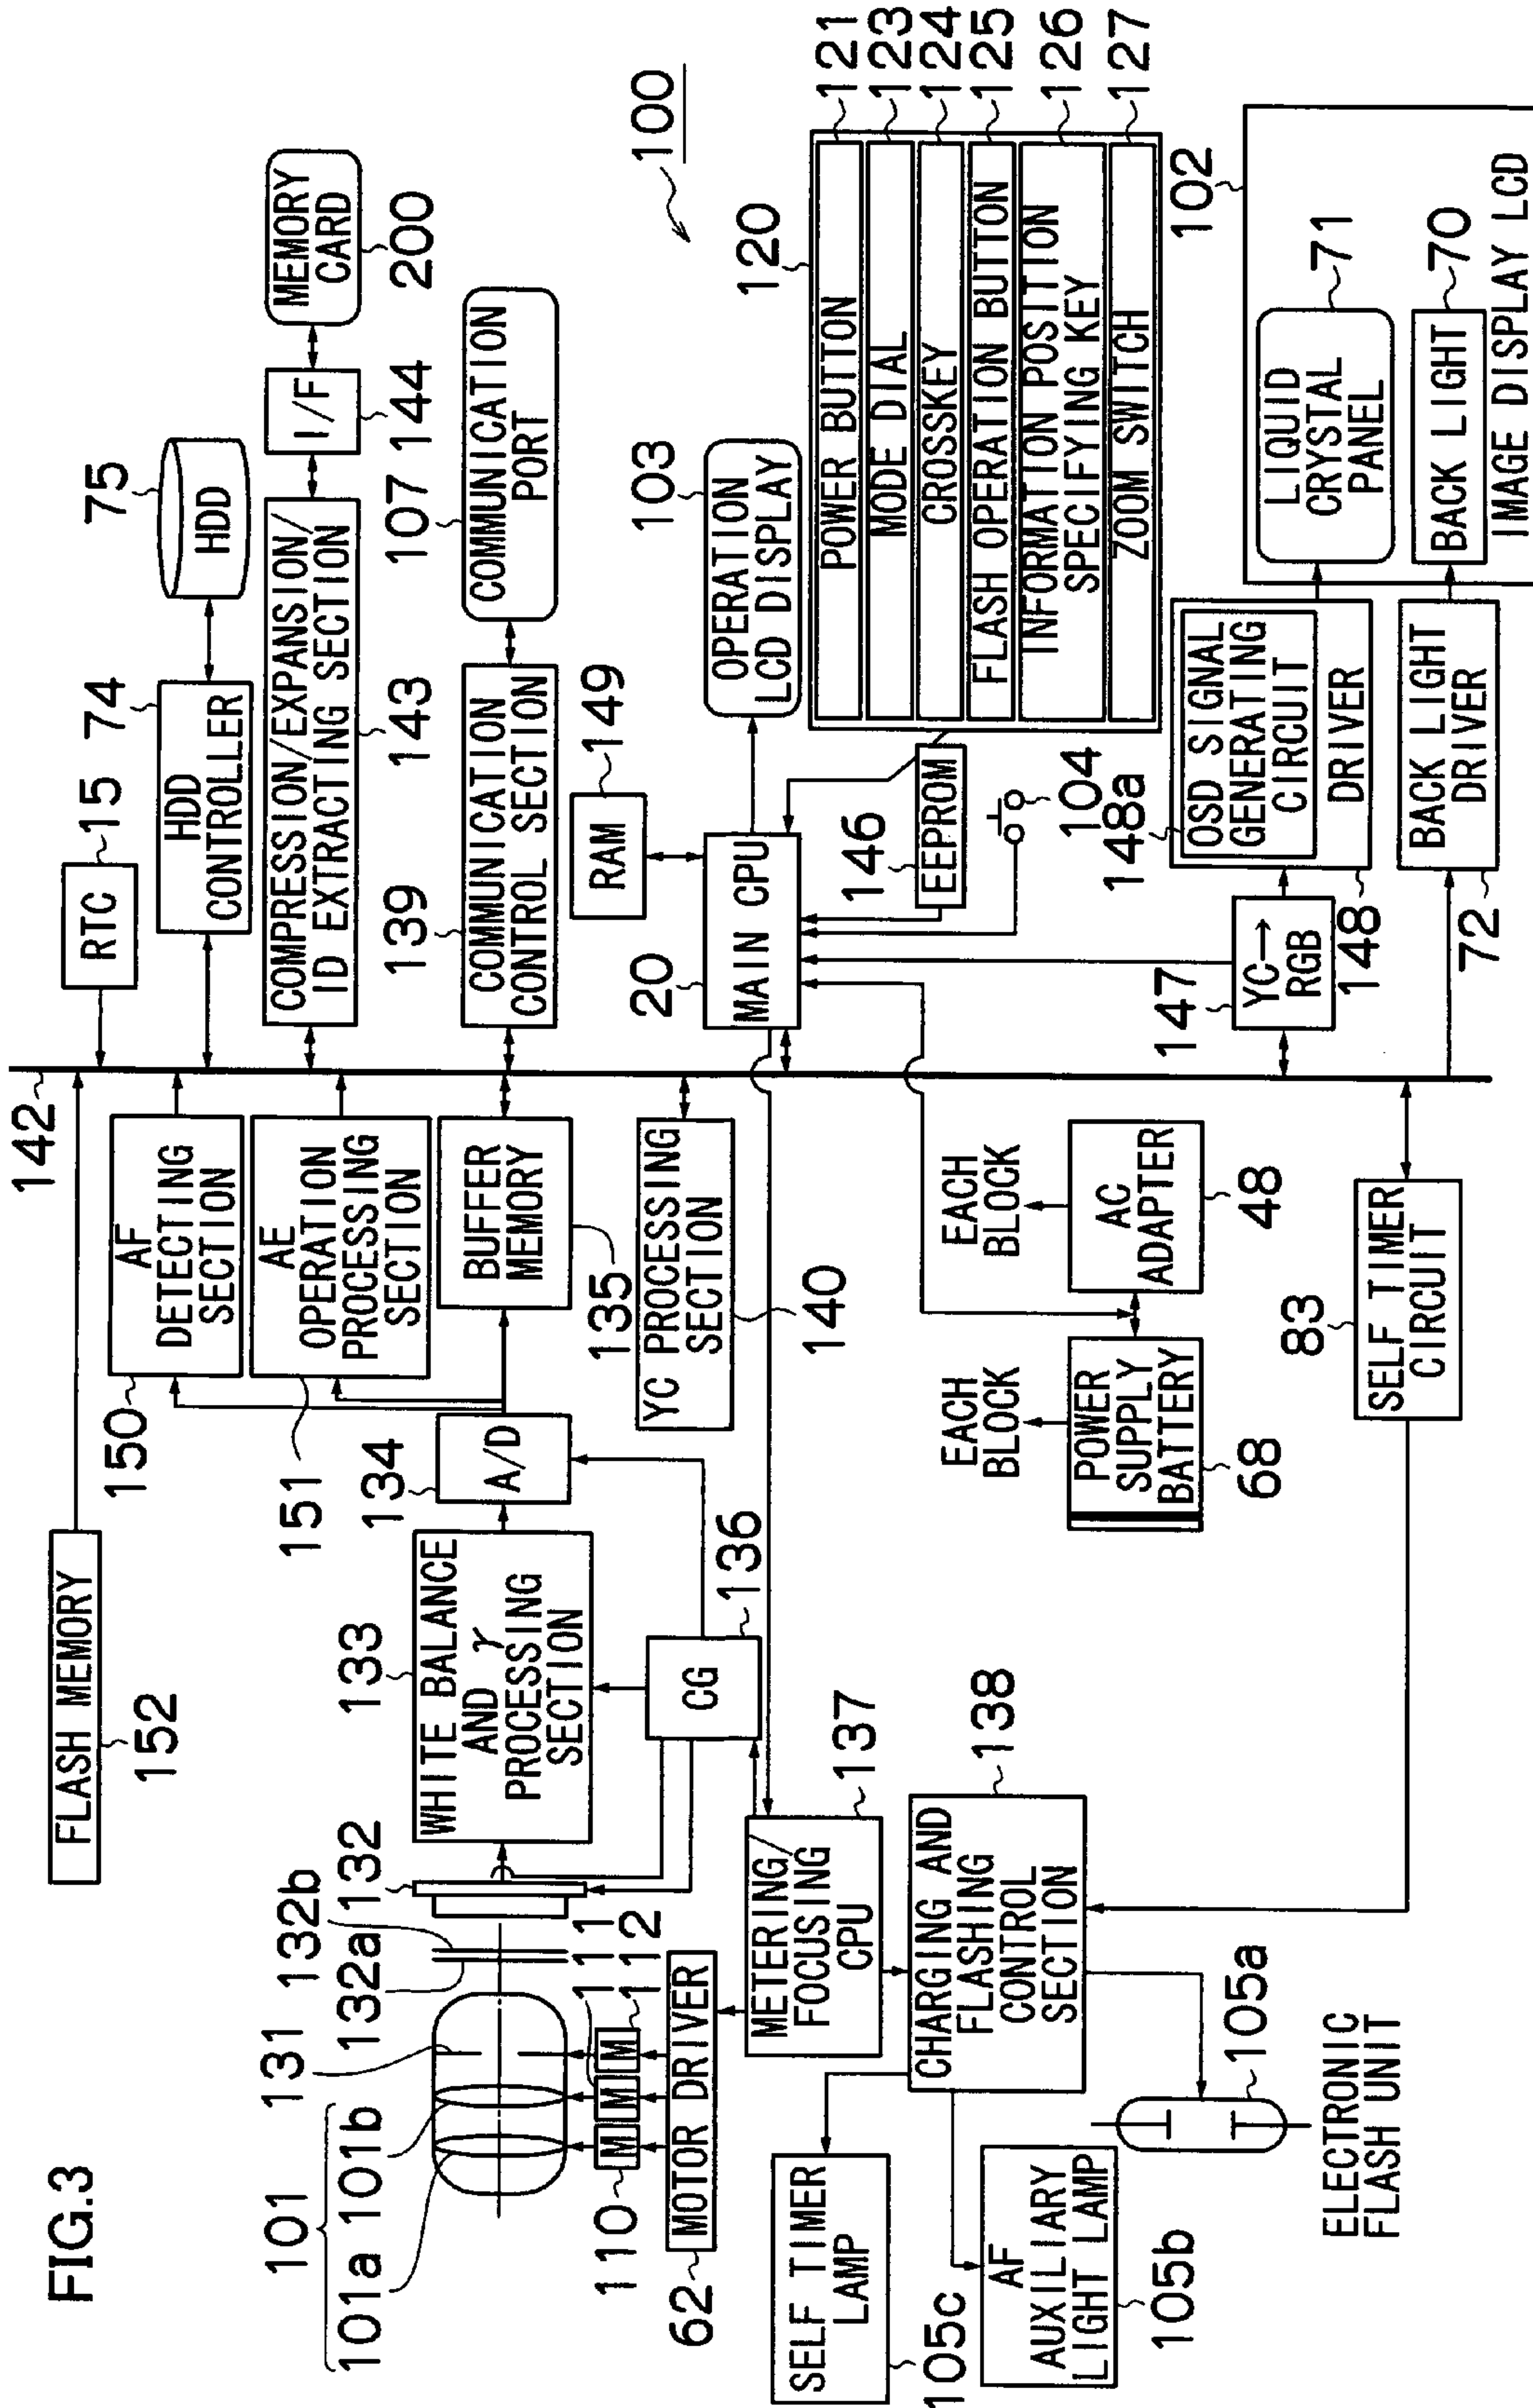 FIG.3
FLASH MEMORY
152
142
RTC
15
HDD
CONTROLLER
74
HDD
75
AF
DETECTING
SECTION
150
AE
OPERATION
PROCESSING
SECTION
151
COMPRESSION/EXPANSION/
ID EXTRACTING SECTION
143
I/F
144
MEMORY
CARD
200
101
101a
101b
131
132a
132b
132
WHITE BALANCE
AND γ
PROCESSING
SECTION
133
A/D
134
BUFFER
MEMORY
135
COMMUNICATION
CONTROL SECTION
139
COMMUNICATION
PORT
107
110
M
M
M
111
112
MOTOR DRIVER
62
CG
136
YC PROCESSING
SECTION
140
RAM
149
100
MAIN CPU
20
OPERATION
LCD DISPLAY
103
METERING/
FOCUSING
CPU
137
SELF TIMER
LAMP
105c
CHARGING AND
FLASHING
CONTROL
SECTION
138
AF
AUXILIARY
LIGHT LAMP
105b
105a
ELECTRONIC
FLASH UNIT
EACH
BLOCK
POWER
SUPPLY
BATTERY
68
EACH
BLOCK
AC
ADAPTER
48
SELF TIMER
CIRCUIT
83
146
EEPROM
104
120
POWER BUTTON
121
MODE DIAL
123
CROSSKEY
124
FLASH OPERATION BUTTON
125
INFORMATION POSITION
SPECIFYING KEY
126
ZOOM SWITCH
127
147
YC→
RGB
148a
OSD SIGNAL
GENERATING
CIRCUIT
DRIVER
148
BACK LIGHT
DRIVER
72
102
LIQUID
CRYSTAL
PANEL
71
BACK LIGHT
70
IMAGE DISPLAY LCD